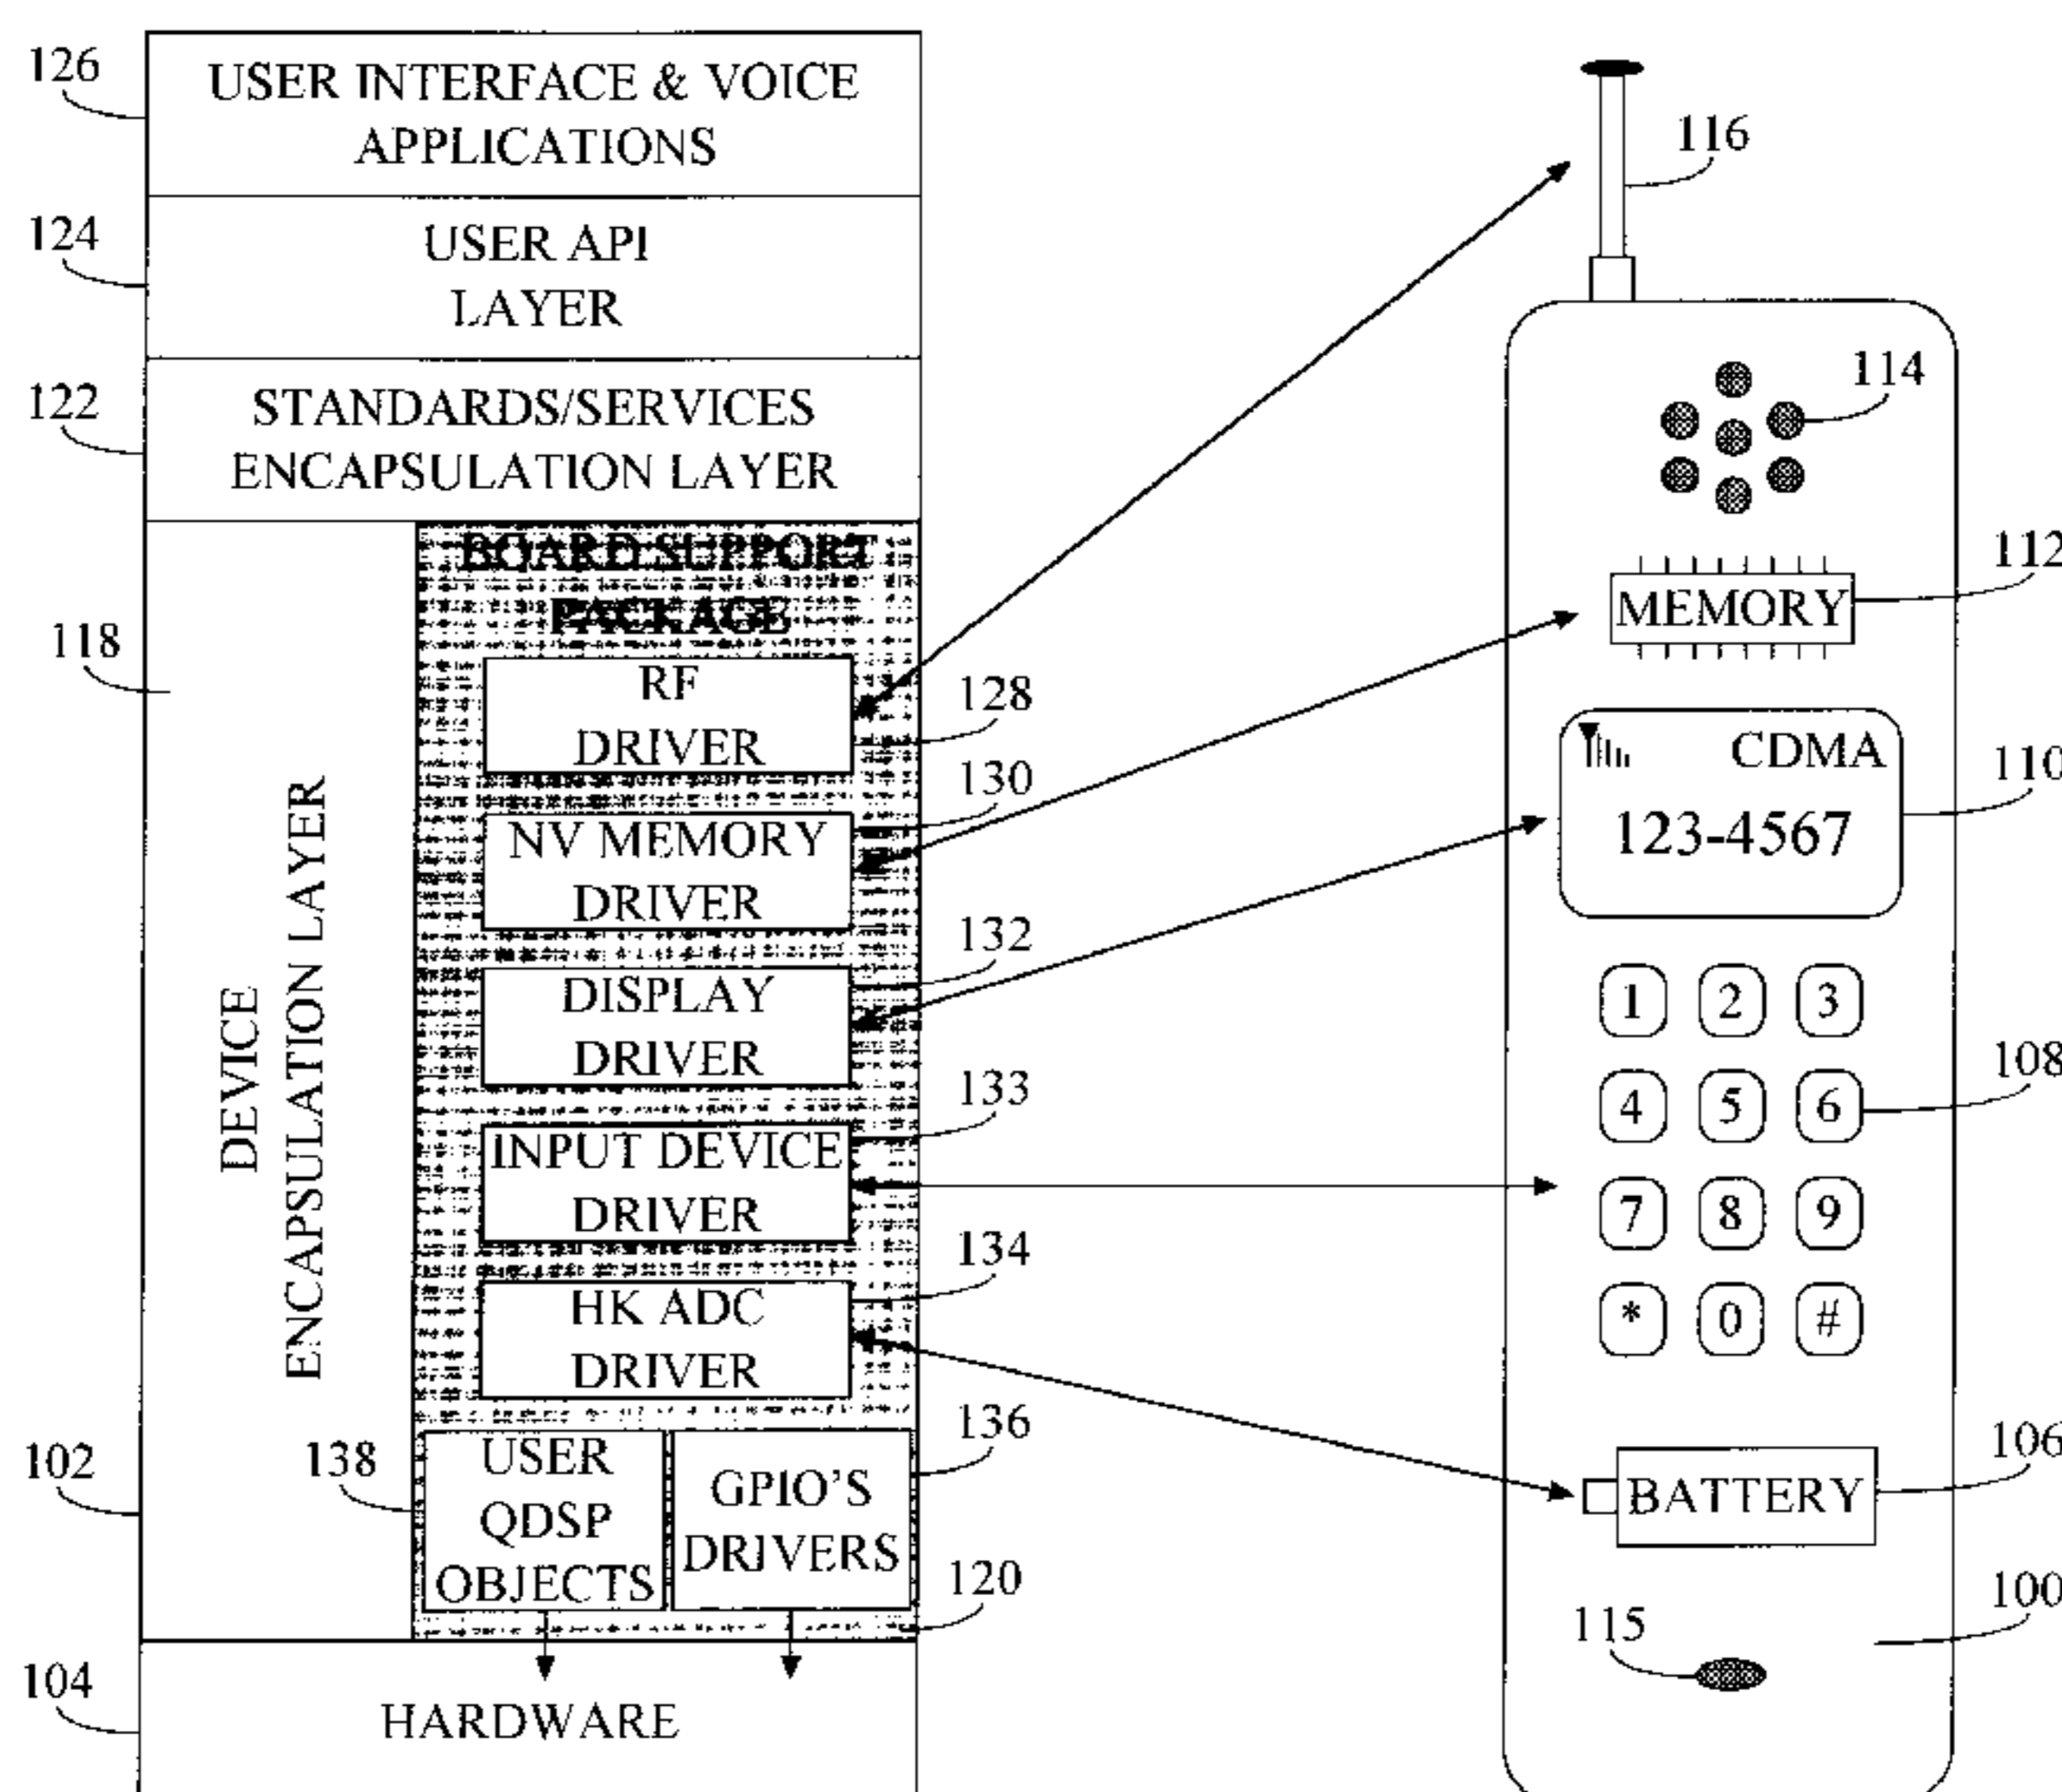 126
USER INTERFACE & VOICE
APPLICATIONS
124
USER API
LAYER
122
STANDARDS/SERVICES
ENCAPSULATION LAYER
118
DEVICE
ENCAPSULATION LAYER
BOARD SUPPORT
PACKAGE
RF
DRIVER
128
NV MEMORY
DRIVER
130
DISPLAY
DRIVER
132
INPUT DEVICE
DRIVER
133
HK ADC
DRIVER
134
102
138
USER
QDSP
OBJECTS
GPIO'S
DRIVERS
136
120
104
HARDWARE
116
114
112
MEMORY
CDMA
123-4567
110
1 2 3
4 5 6
108
7 8 9
* 0 #
BATTERY
106
100
115